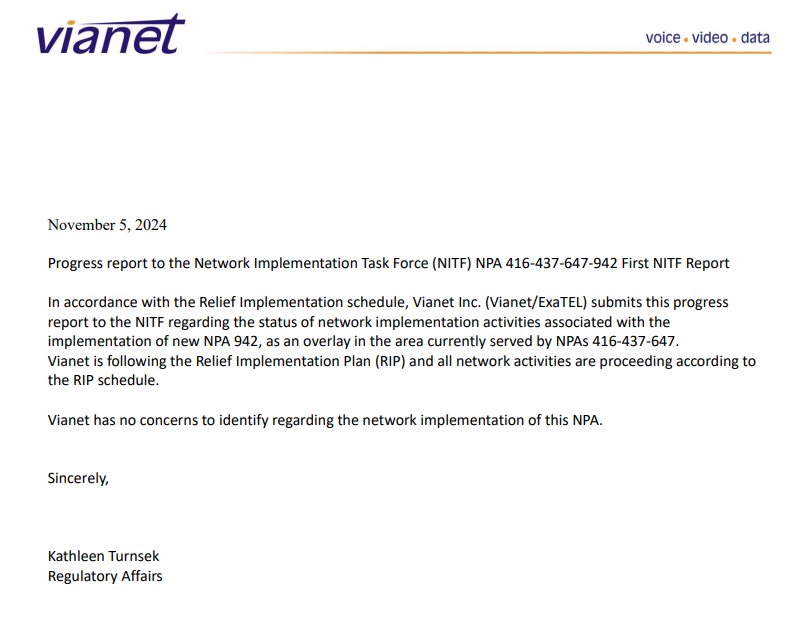 vianet
voice • video • data
November 5, 2024
Progress report to the Network Implementation Task Force (NITF) NPA 416-437-647-942 First NITF Report
In accordance with the Relief Implementation schedule, Vianet Inc. (Vianet/ExaTEL) submits this progress
report to the NITF regarding the status of network implementation activities associated with the
implementation of new NPA 942, as an overlay in the area currently served by NPAs 416-437-647.
Vianet is following the Relief Implementation Plan (RIP) and all network activities are proceeding according to
the RIP schedule.
Vianet has no concerns to identify regarding the network implementation of this NPA.
Sincerely,
Kathleen Turnsek
Regulatory Affairs